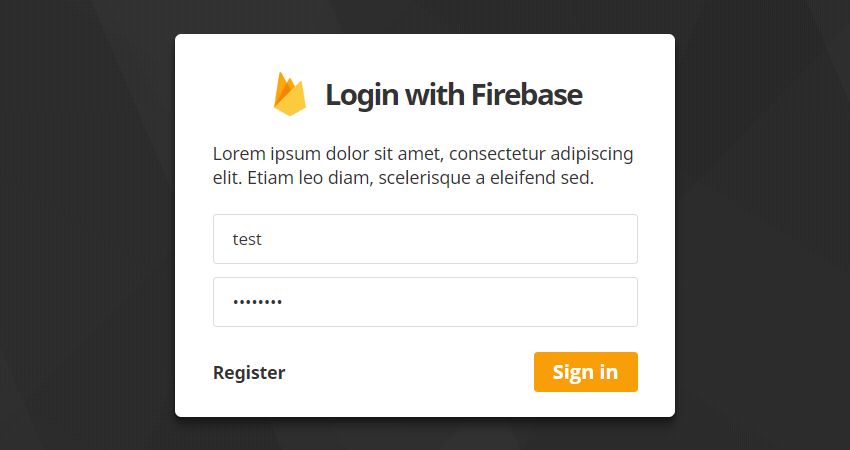 Login with Firebase
Lorem ipsum dolor sit amet, consectetur adipiscing
elit. Etiam leo diam, scelerisque a eleifend sed.
test
••••••••
Register
Sign in